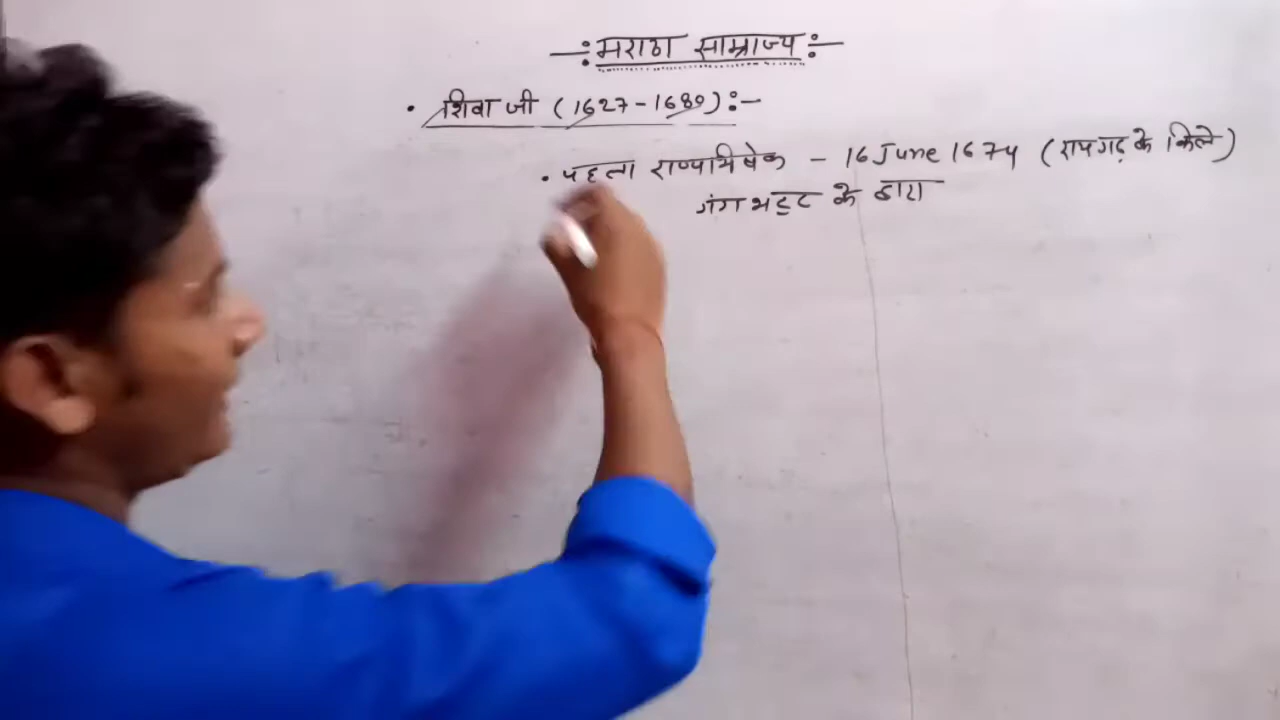 —:मराठा साम्राज्य:—
• शिवाजी (1627-1680):-
• पहला राज्याभिषेक - 16 June 1674 (रायगढ़ के किले)
गंगभट्ट के द्वारा